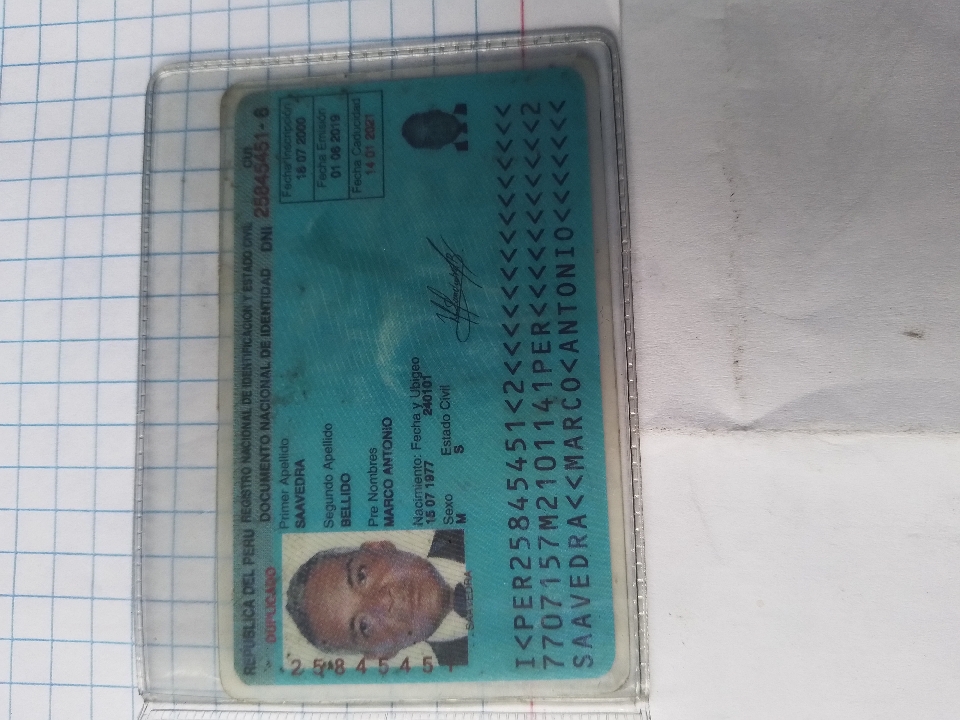 REPUBLICA DEL PERU REGISTRO NACIONAL DE IDENTIFICACION Y ESTADO CIVIL CUI
DUPLICADO DOCUMENTO NACIONAL DE IDENTIDAD DNI 25845451 - 6
Primer Apellido
SAAVEDRA
Segundo Apellido
BELLIDO
Pre Nombres
MARCO ANTONIO
Nacimiento: Fecha y Ubigeo
15 07 1977 240101
Sexo Estado Civil
M S
Fecha Inscripción
16 07 2000
Fecha Emisión
01 06 2019
Fecha Caducidad
14 01 2021
2 5 8 4 5 4 5
SAAVEDRA
I<PER25845451<2<<<<<<<<<<<<<<<
7707157M2101141PER<<<<<<<<<<<2
SAAVEDRA<<MARCO<ANTONIO<<<<<<<